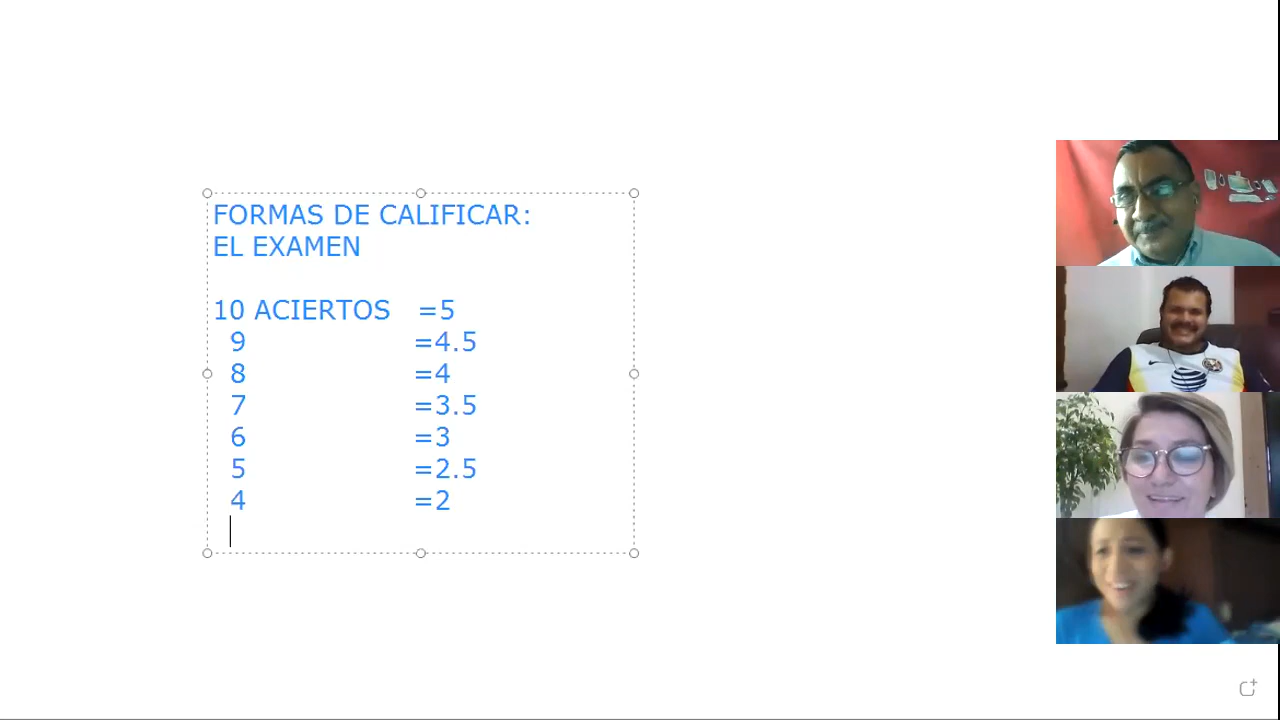 FORMAS DE CALIFICAR:
EL EXAMEN
10 ACIERTOS =5
9 =4.5
8 =4
7 =3.5
6 =3
5 =2.5
4 =2